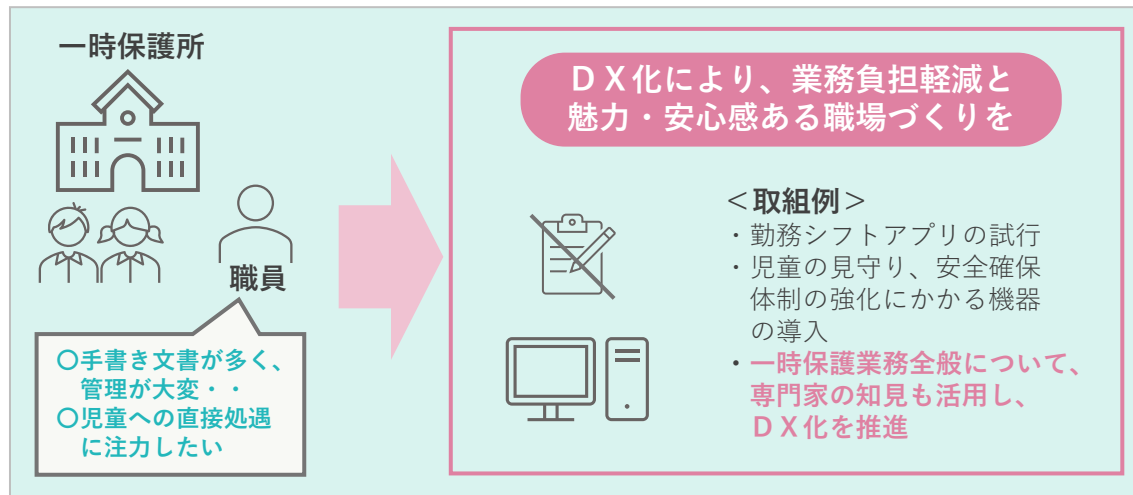 一時保護所
職員
〇手書き文書が多く、
管理が大変・・
〇児童への直接処遇
に注力したい
ＤＸ化により、業務負担軽減と
魅力・安心感ある職場づくりを
＜取組例＞
・勤務シフトアプリの試行
・児童の見守り、安全確保
体制の強化にかかる機器
の導入
・一時保護業務全般について、
専門家の知見も活用し、
ＤＸ化を推進